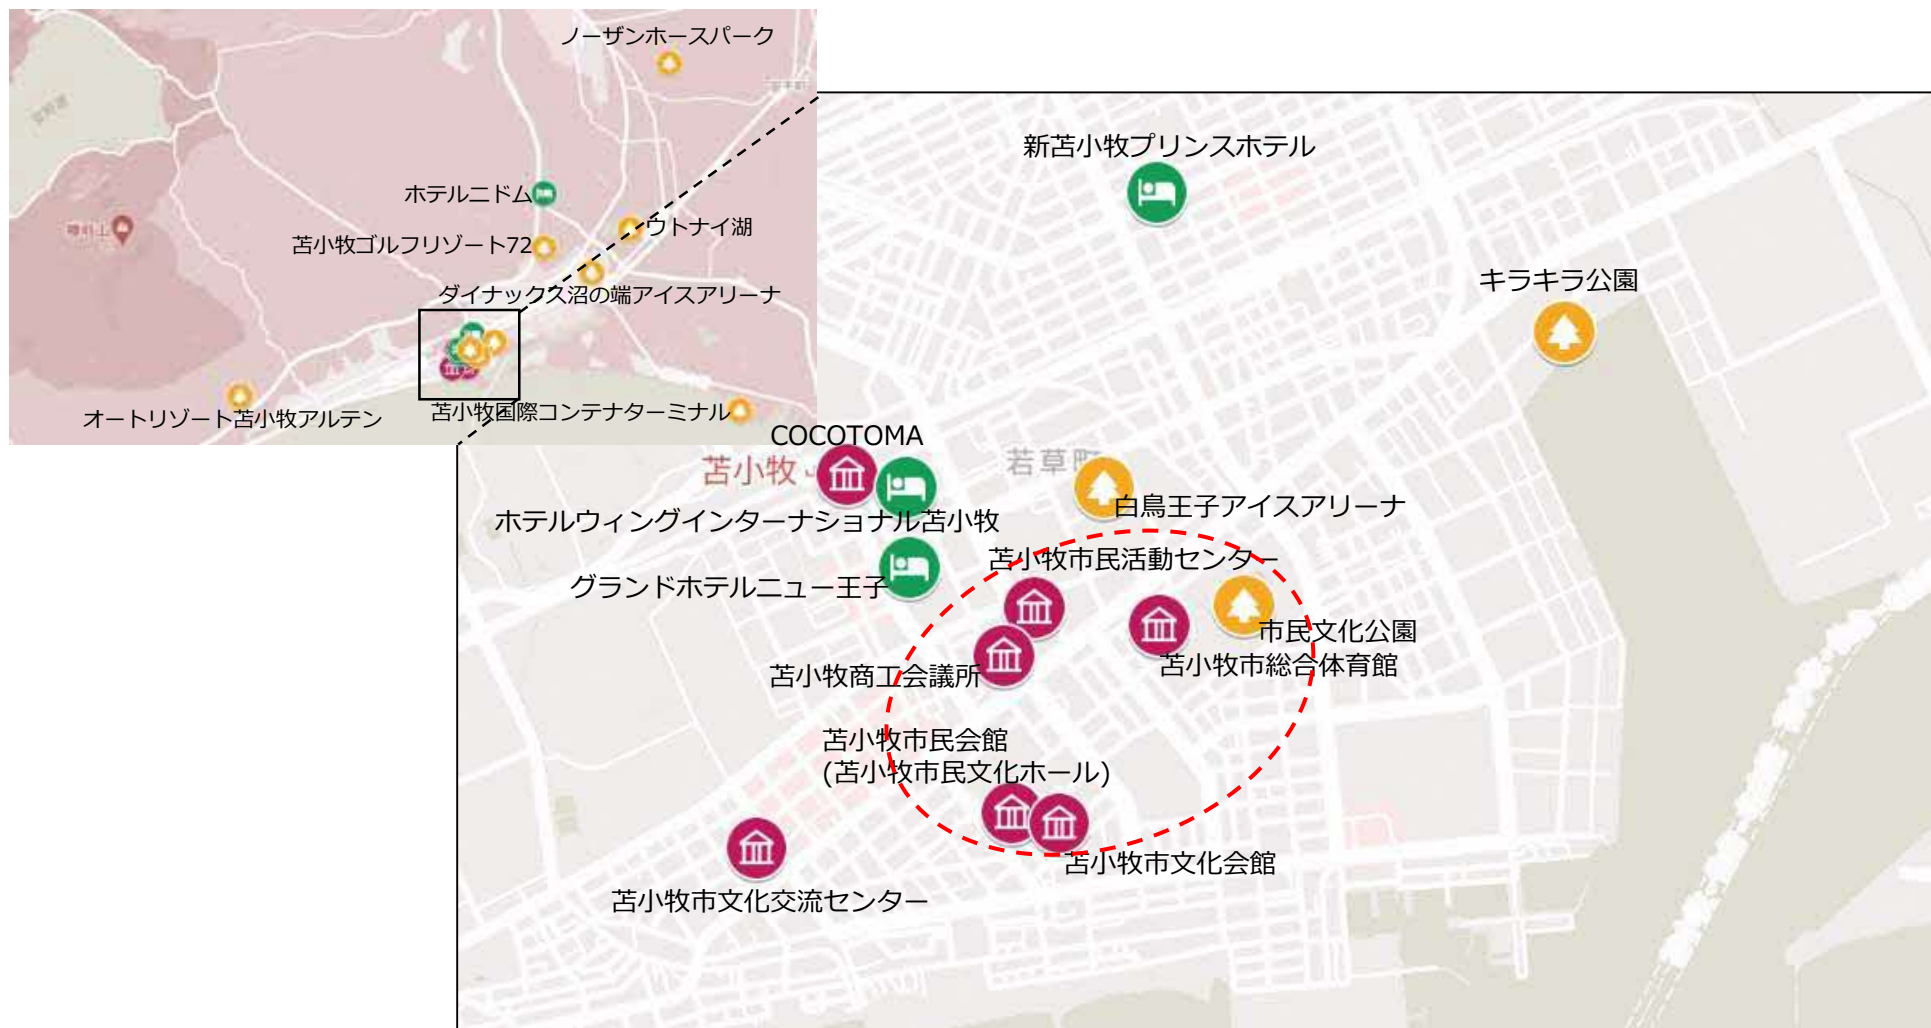 ノーザンホースパーク
ホテルニドム
ウトナイ湖
苫小牧ゴルフリゾート72
ダイナックス沼の端アイスアリーナ
オートリゾート苫小牧アルテン
苫小牧国際コンテナターミナル
新苫小牧プリンスホテル
キラキラ公園
COCOTOMA
苫小牧
若草町
白鳥王子アイスアリーナ
ホテルウィングインターナショナル苫小牧
苫小牧市民活動センター
グランドホテルニュー王子
市民文化公園
苫小牧市総合体育館
苫小牧商工会議所
苫小牧市民会館
(苫小牧市民文化ホール)
苫小牧市文化会館
苫小牧市文化交流センター